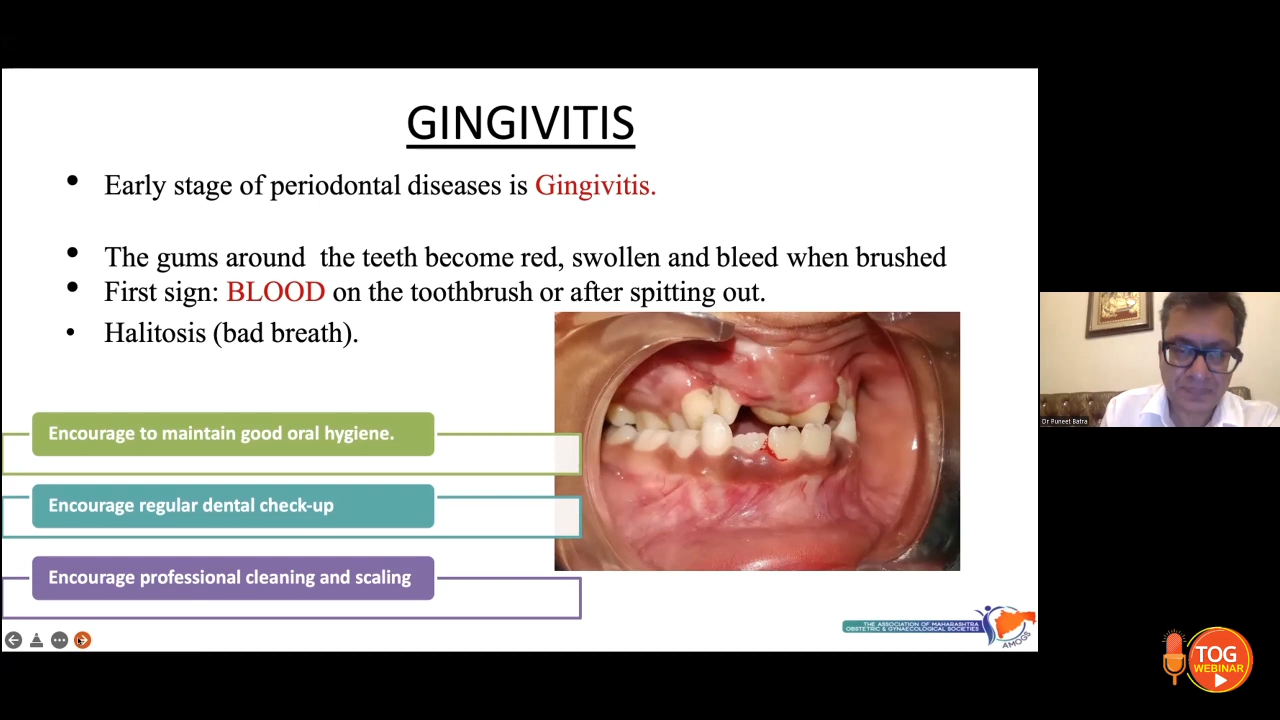 GINGIVITIS
• Early stage of periodontal diseases is Gingivitis.
• The gums around the teeth become red, swollen and bleed when brushed
• First sign: BLOOD on the toothbrush or after spitting out.
• Halitosis (bad breath).
Encourage to maintain good oral hygiene.
Encourage regular dental check-up
Encourage professional cleaning and scaling
THE ASSOCIATION OF MAHARASHTRA
OBSTETRIC & GYNAECOLOGICAL SOCIETIES
AMOGS
Dr Puneet Batra
TOG
WEBINAR